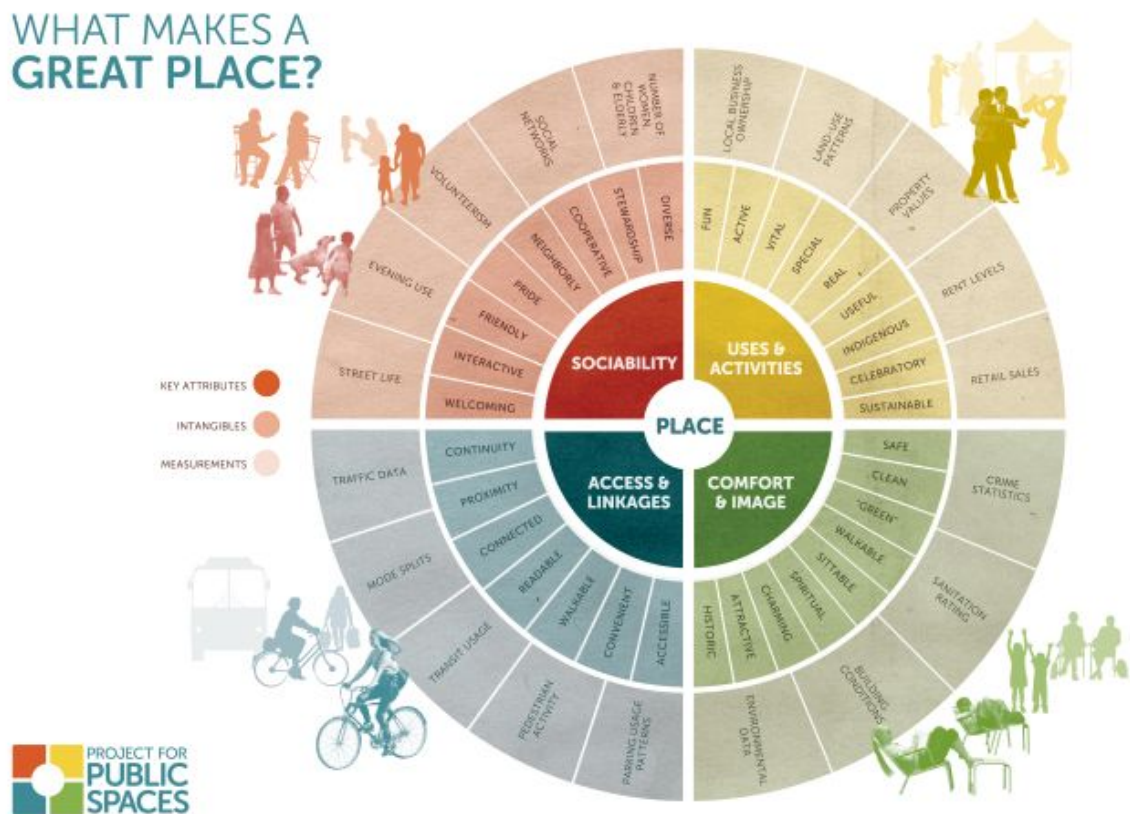 WHAT MAKES A
GREAT PLACE?
KEY ATTRIBUTES
INTANGIBLES
MEASUREMENTS
PLACE
SOCIABILITY
USES &
ACTIVITIES
ACCESS &
LINKAGES
COMFORT
& IMAGE
WELCOMING
INTERACTIVE
FRIENDLY
PRIDE
NEIGHBORLY
COOPERATIVE
STEWARDSHIP
DIVERSE
FUN
ACTIVE
VITAL
SPECIAL
REAL
USEFUL
INDIGENOUS
CELEBRATORY
SUSTAINABLE
SAFE
CLEAN
"GREEN"
WALKABLE
SITTABLE
SPIRITUAL
CHARMING
ATTRACTIVE
HISTORIC
ACCESSIBLE
CONVENIENT
WALKABLE
READABLE
CONNECTED
PROXIMITY
CONTINUITY
STREET LIFE
EVENING USE
VOLUNTEERISM
SOCIAL
NETWORKS
NUMBER OF
WOMEN
CHILDREN
& ELDERLY
LOCAL BUSINESS
OWNERSHIP
LAND-USE
PATTERNS
PROPERTY
VALUES
RENT LEVELS
RETAIL SALES
CRIME
STATISTICS
SANITATION
RATING
BUILDING
CONDITIONS
ENVIRONMENTAL
DATA
PARKING USAGE
PATTERNS
PEDESTRIAN
ACTIVITY
TRANSIT USAGE
MODE SPLITS
TRAFFIC DATA
PROJECT FOR
PUBLIC
SPACES